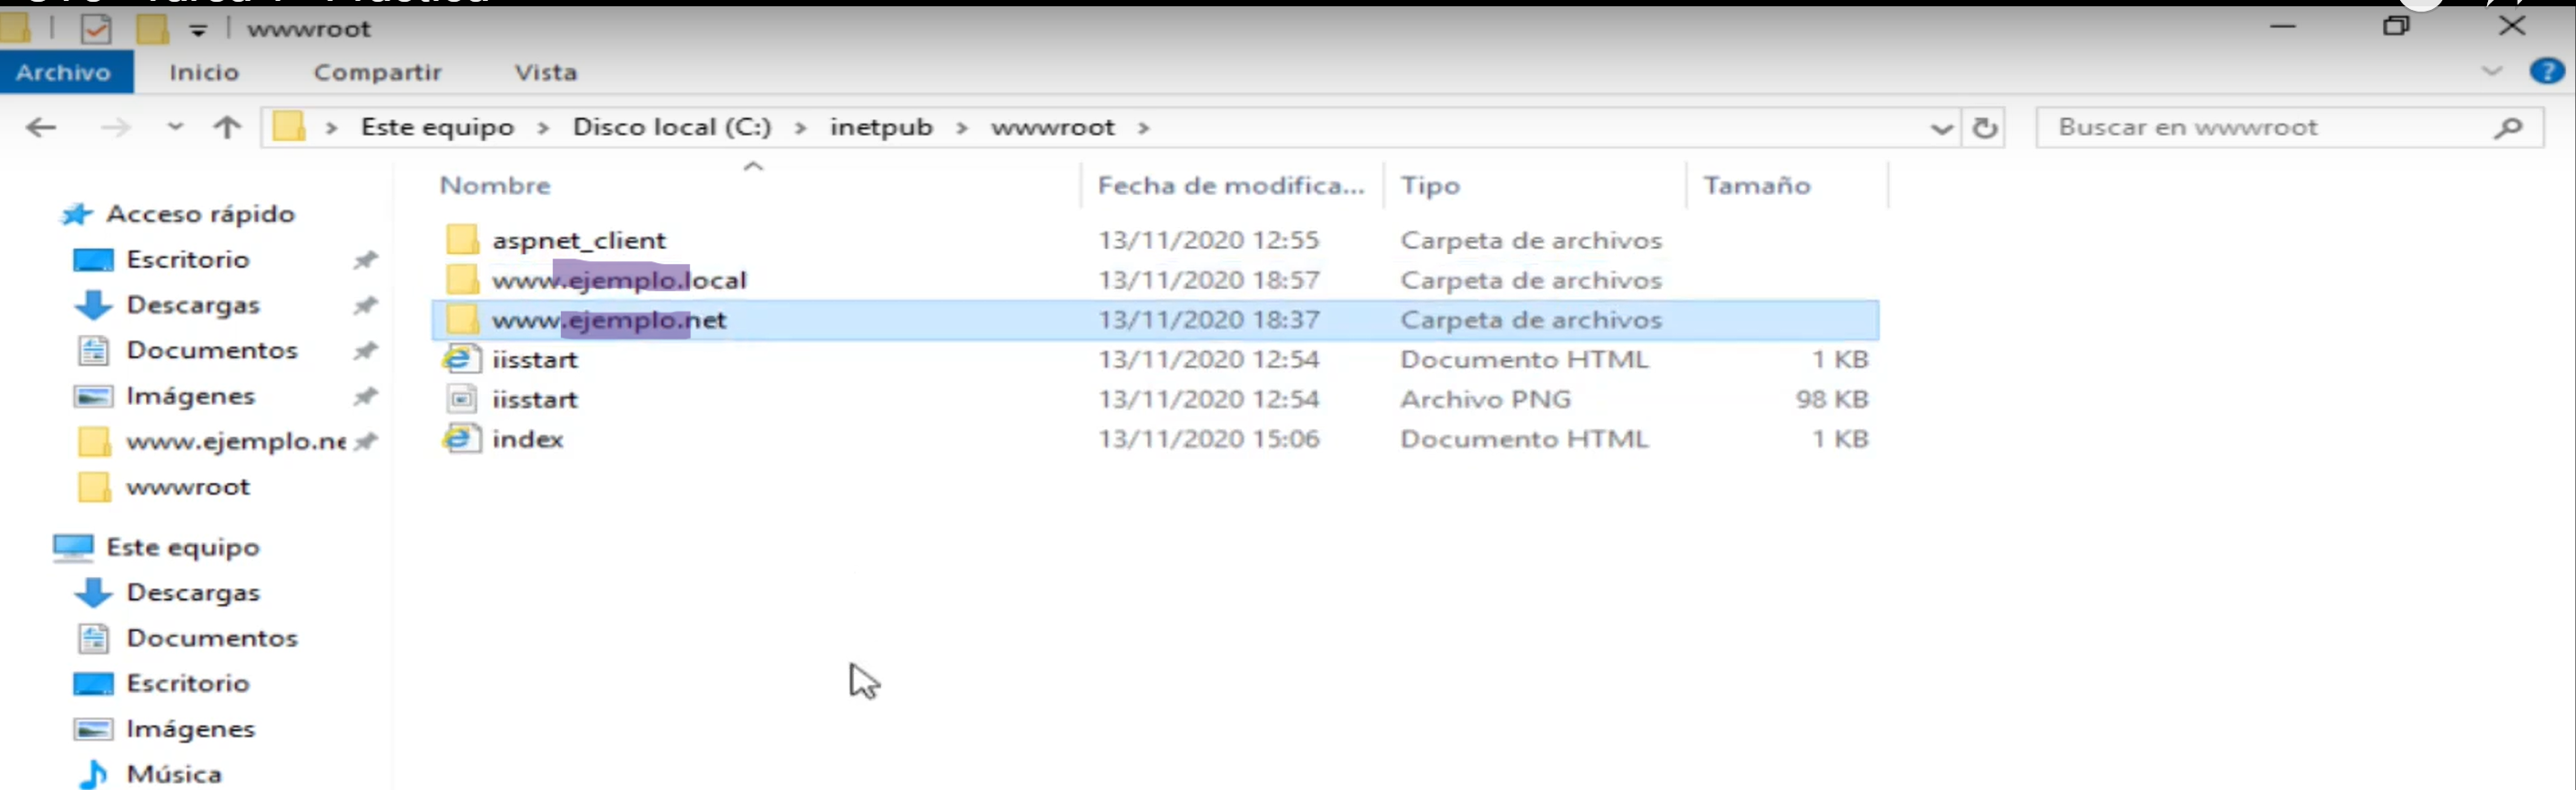 wwwroot
Archivo Inicio Compartir Vista
Este equipo > Disco local (C:) > inetpub > wwwroot > Buscar en wwwroot
Nombre Fecha de modifica... Tipo Tamaño
Acceso rápido
Escritorio
Descargas
Documentos
Imágenes
www.ejemplo.ne
wwwroot
Este equipo
Descargas
Documentos
Escritorio
Imágenes
Música
aspnet_client 13/11/2020 12:55 Carpeta de archivos
www.ejemplo.local 13/11/2020 18:57 Carpeta de archivos
www.ejemplo.net 13/11/2020 18:37 Carpeta de archivos
iisstart 13/11/2020 12:54 Documento HTML 1 KB
iisstart 13/11/2020 12:54 Archivo PNG 98 KB
index 13/11/2020 15:06 Documento HTML 1 KB